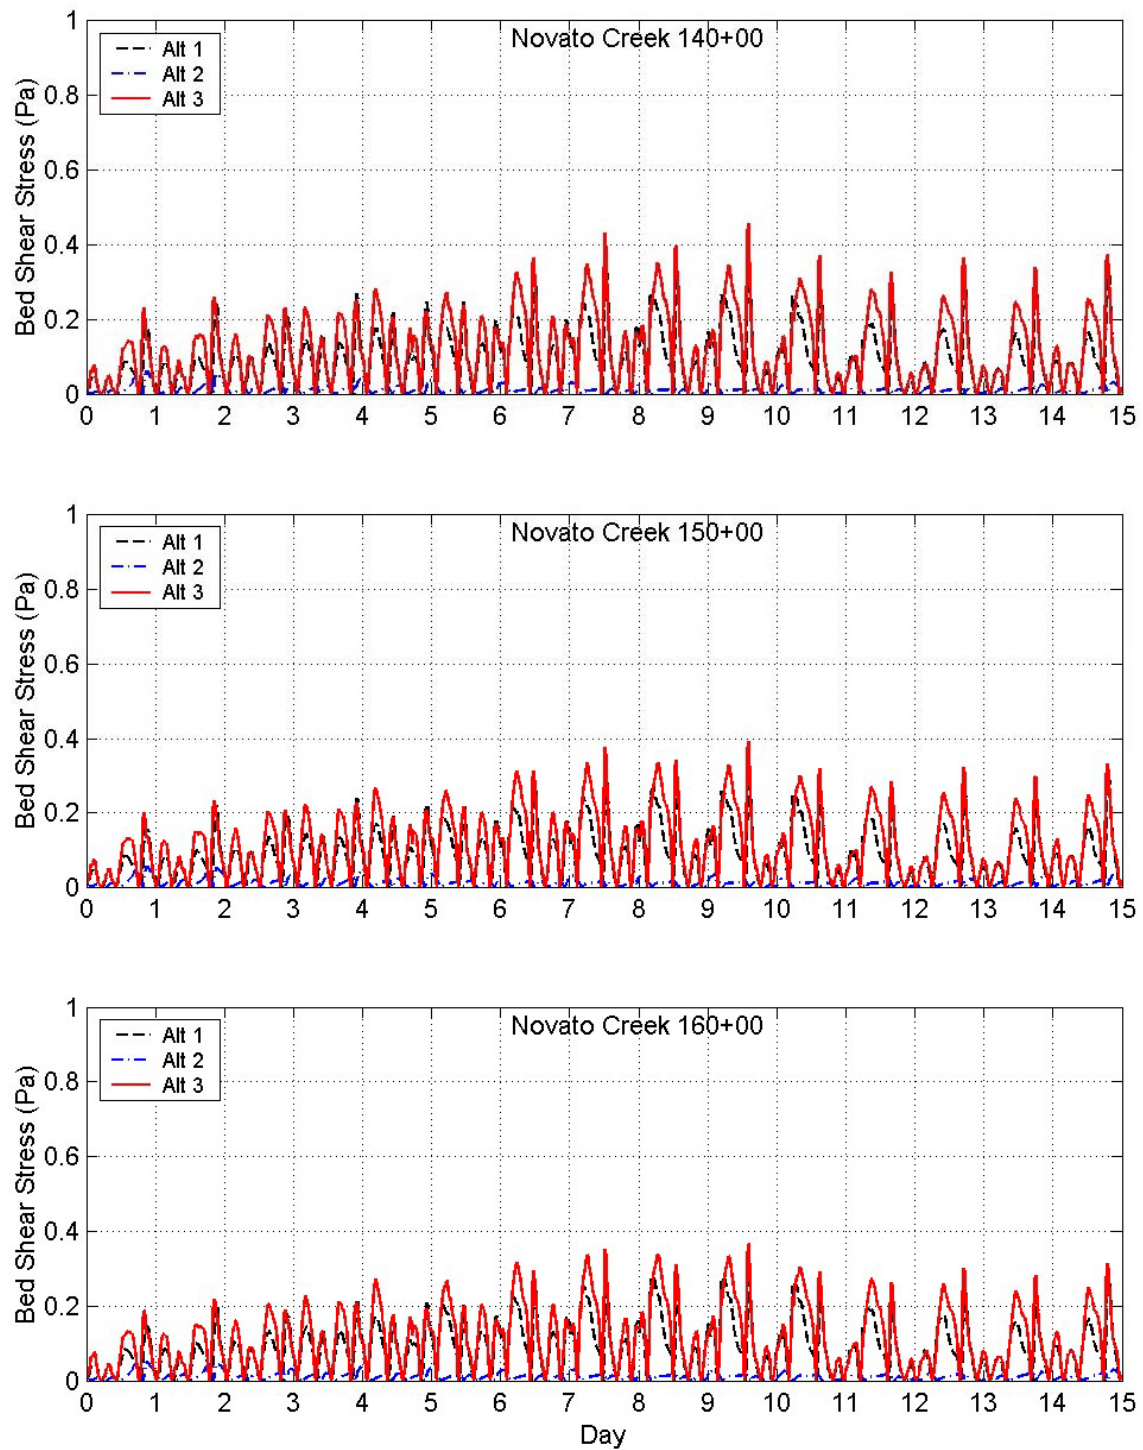 Novato Creek 140+00
Alt 1
Alt 2
Alt 3
Bed Shear Stress (Pa)
1
0.8
0.6
0.4
0.2
0
0 1 2 3 4 5 6 7 8 9 10 11 12 13 14 15
Novato Creek 150+00
Alt 1
Alt 2
Alt 3
Bed Shear Stress (Pa)
1
0.8
0.6
0.4
0.2
0
0 1 2 3 4 5 6 7 8 9 10 11 12 13 14 15
Novato Creek 160+00
Alt 1
Alt 2
Alt 3
Bed Shear Stress (Pa)
1
0.8
0.6
0.4
0.2
0
0 1 2 3 4 5 6 7 8 9 10 11 12 13 14 15
Day